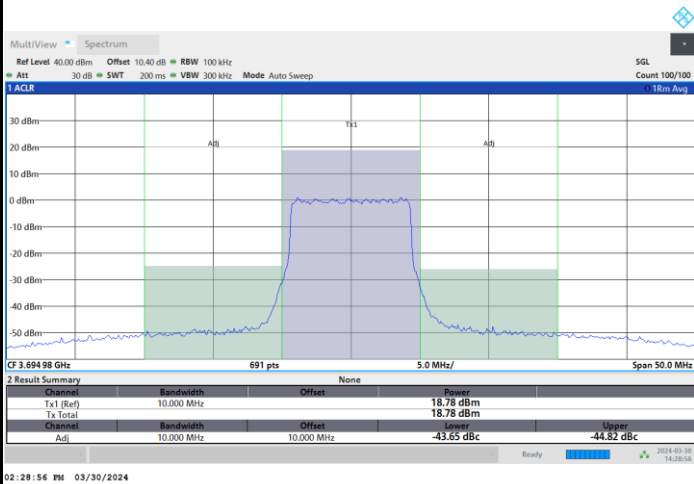 MultiView Spectrum
Ref Level 40.00 dBm Offset 10.40 dB RBW 100 kHz SGL
Att 30 dB SWT 200 ms VBW 300 kHz Mode Auto Sweep Count 100/100
1 ACLR 1Rm Avg
30 dBm
Tx1
20 dBm
Adj Adj
10 dBm
0 dBm
-10 dBm
-20 dBm
-30 dBm
-40 dBm
-50 dBm
CF 3.694 98 GHz 691 pts 5.0 MHz/ Span 50.0 MHz
2 Result Summary None
Channel Bandwidth Offset Power
Tx1 (Ref) 10.000 MHz 18.78 dBm
Tx Total 18.78 dBm
Channel Bandwidth Offset Lower Upper
Adj 10.000 MHz 10.000 MHz -43.65 dBc -44.82 dBc
Ready 2024-03-30
14:28:58
02:28:56 PM 03/30/2024